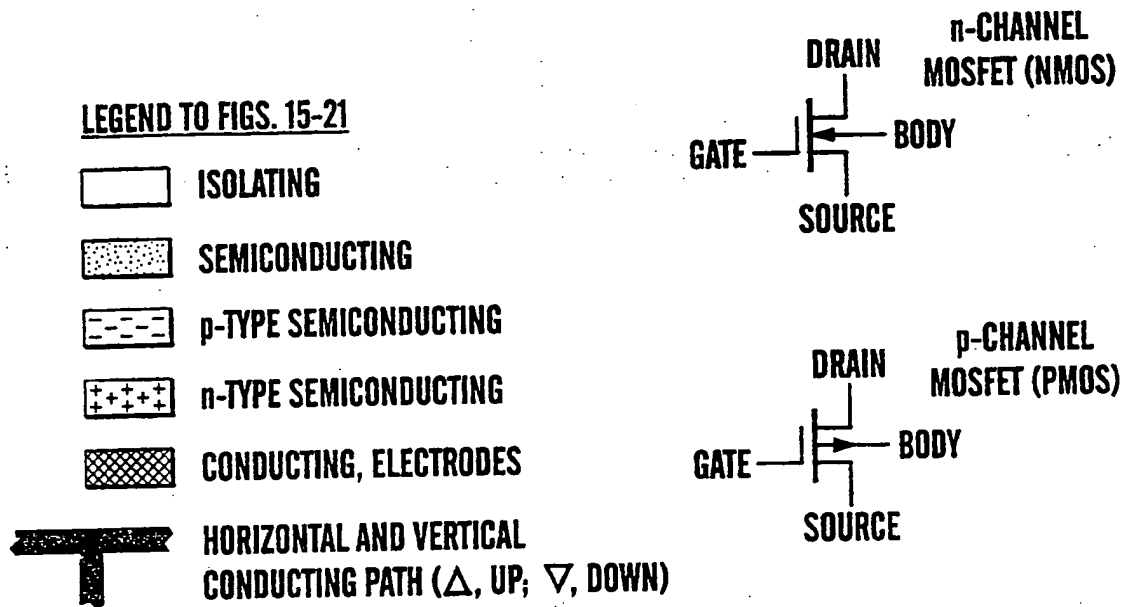 LEGEND TO FIGS. 15-21
ISOLATING
SEMICONDUCTING
p-TYPE SEMICONDUCTING
n-TYPE SEMICONDUCTING
CONDUCTING, ELECTRODES
HORIZONTAL AND VERTICAL
CONDUCTING PATH (△, UP; ▽, DOWN)
n-CHANNEL
MOSFET (NMOS)
DRAIN
GATE
BODY
SOURCE
p-CHANNEL
MOSFET (PMOS)
DRAIN
GATE
BODY
SOURCE